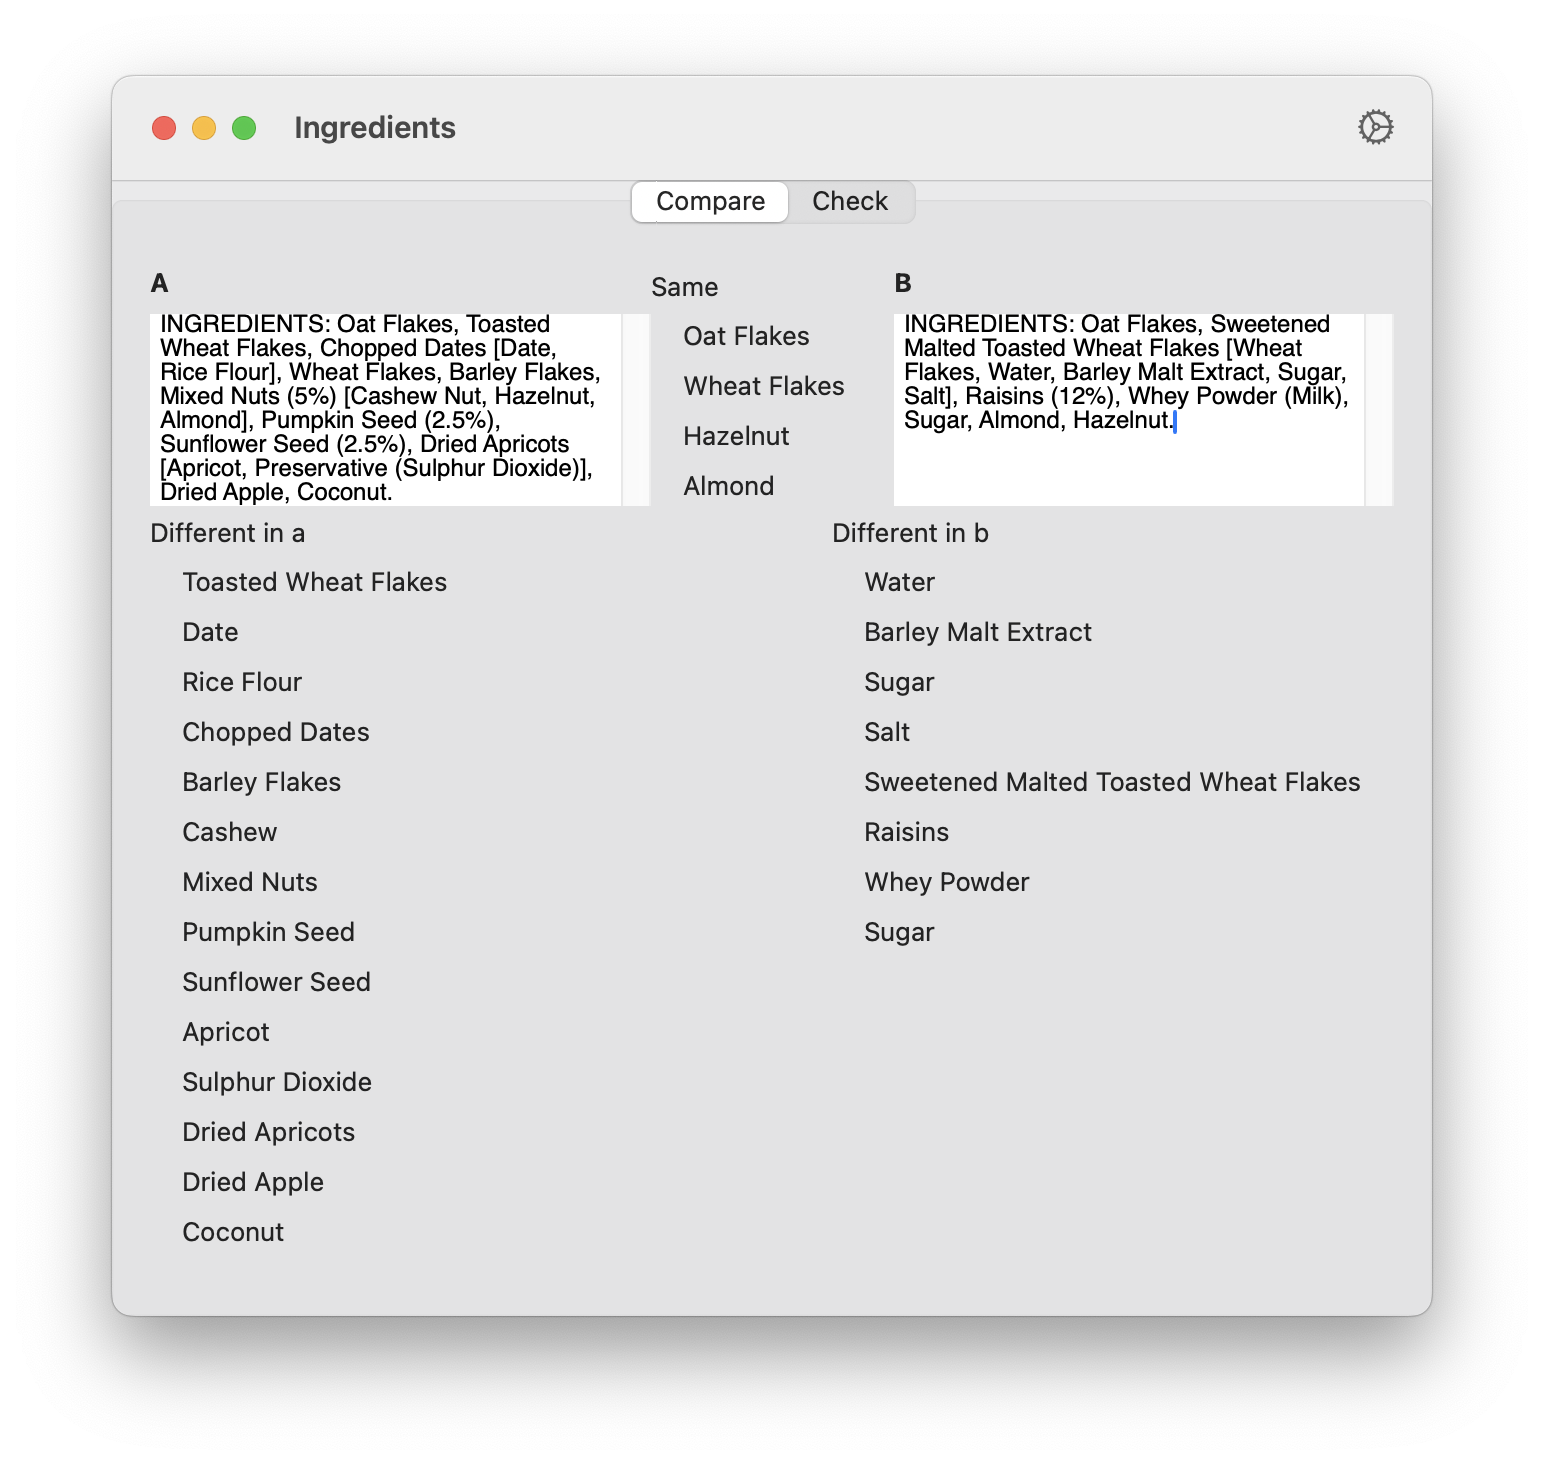 Ingredients
Compare
Check
A
INGREDIENTS: Oat Flakes, Toasted
Wheat Flakes, Chopped Dates [Date,
Rice Flour], Wheat Flakes, Barley Flakes,
Mixed Nuts (5%) [Cashew Nut, Hazelnut,
Almond], Pumpkin Seed (2.5%),
Sunflower Seed (2.5%), Dried Apricots
[Apricot, Preservative (Sulphur Dioxide)],
Dried Apple, Coconut.
Same
Oat Flakes
Wheat Flakes
Hazelnut
Almond
B
INGREDIENTS: Oat Flakes, Sweetened
Malted Toasted Wheat Flakes [Wheat
Flakes, Water, Barley Malt Extract, Sugar,
Salt], Raisins (12%), Whey Powder (Milk),
Sugar, Almond, Hazelnut.
Different in a
Toasted Wheat Flakes
Date
Rice Flour
Chopped Dates
Barley Flakes
Cashew
Mixed Nuts
Pumpkin Seed
Sunflower Seed
Apricot
Sulphur Dioxide
Dried Apricots
Dried Apple
Coconut
Different in b
Water
Barley Malt Extract
Sugar
Salt
Sweetened Malted Toasted Wheat Flakes
Raisins
Whey Powder
Sugar